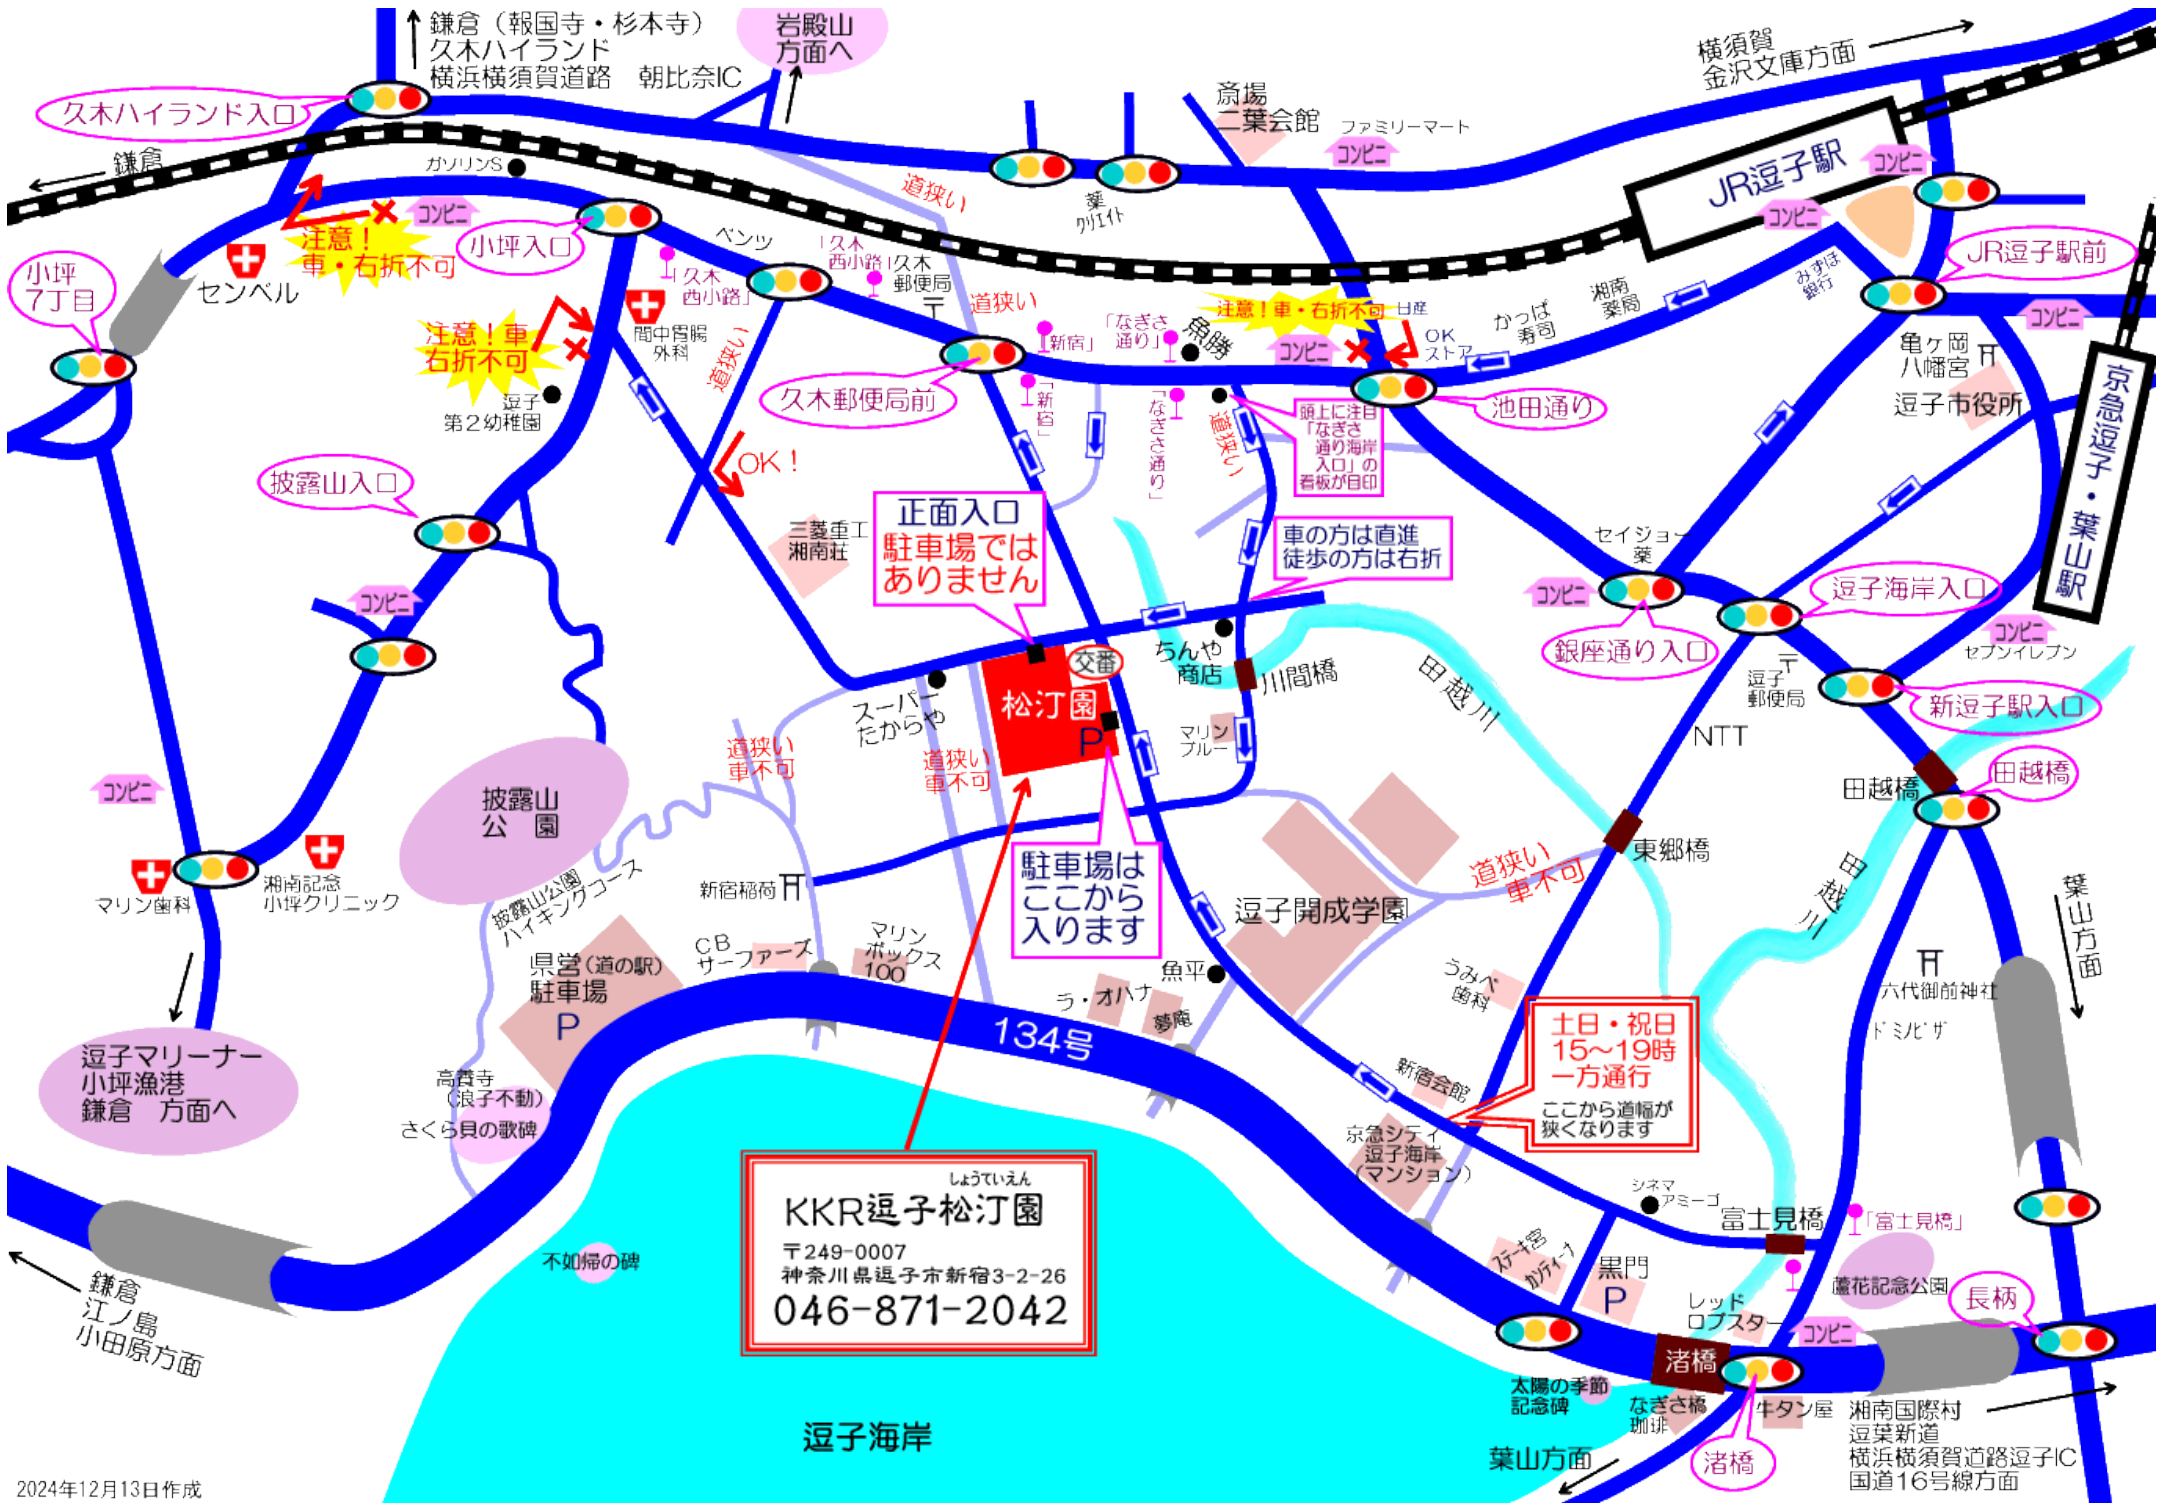 鎌倉（報国寺・杉本寺）
久木ハイランド
横浜横須賀道路　朝比奈IC
岩殿山
方面へ
横須賀
金沢文庫方面
久木ハイランド入口
鎌倉
ガソリンS
コンビニ
注意！
車・右折不可
小坪入口
ベンツ
「久木
西小路」
「久木
西小路」
久木
郵便局
〒
道狭い
道狭い
斎場
二葉会館
ファミリーマート
コンビニ
薬
クリエイト
JR逗子駅
コンビニ
コンビニ
JR逗子駅前
みずほ
銀行
コンビニ
小坪
7丁目
センペル
注意！車
右折不可
間中胃腸
外科
道狭い
逗子
第２幼稚園
久木郵便局前
「新宿」
「新宿」
「なぎさ
通り」
「なぎさ通り」
魚勝
注意！車・右折不可
日産
コンビニ
OK
ストア
かっぱ
寿司
湘南
薬局
池田通り
頭上に注目
「なぎさ
通り海岸
入口」の
看板が目印
道狭い
亀ヶ岡
八幡宮
逗子市役所
京急逗子・葉山駅
披露山入口
OK！
三菱重工
湘南荘
正面入口
駐車場では
ありません
車の方は直進
徒歩の方は右折
セイジョー
薬
コンビニ
銀座通り入口
逗子海岸入口
コンビニ
セブンイレブン
コンビニ
交番
松汀園
P
ちんや
商店
川間橋
田越川
〒
逗子
郵便局
新逗子駅入口
スーパー
たからや
マリン
ブルー
NTT
道狭い
車不可
道狭い
車不可
田越橋
田越橋
コンビニ
披露山
公　園
駐車場は
ここから
入ります
東郷橋
道狭い
車不可
田越川
葉山方面
マリン歯科
湘南記念
小坪クリニック
披露山公園
ハイキングコース
新宿稲荷
逗子開成学園
県営（道の駅）
駐車場
P
CB
サーファーズ
マリン
ボックス
100
魚平
ラ・オハナ
夢庵
うみべ
歯科
六代御前神社
ドミノピザ
134号
土日・祝日
15～19時
一方通行
ここから道幅が
狭くなります
逗子マリーナー
小坪漁港
鎌倉　方面へ
高養寺
（浪子不動）
さくら貝の歌碑
新宿会館
京急シティ
逗子海岸
（マンション）
シネマ
アミーゴ
富士見橋
「富士見橋」
しょうていえん
KKR逗子松汀園
〒249-0007
神奈川県逗子市新宿3-2-26
046-871-2042
不如帰の碑
ステーキ宮
カンティーナ
黒門
P
レッド
ロブスター
蘆花記念公園
長柄
コンビニ
鎌倉
江ノ島
小田原方面
渚橋
太陽の季節
記念碑
なぎさ橋
珈琲
牛タン屋
渚橋
湘南国際村
逗葉新道
横浜横須賀道路逗子IC
国道16号線方面
葉山方面
逗子海岸
2024年12月13日作成